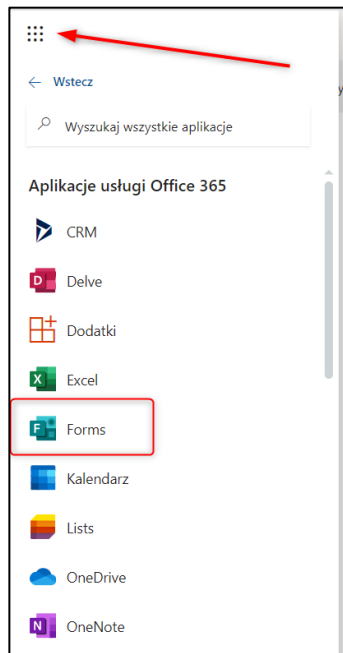 ← Wstecz
Wyszukaj wszystkie aplikacje
Aplikacje usługi Office 365
CRM
Delve
Dodatki
Excel
Forms
Kalendarz
Lists
OneDrive
OneNote